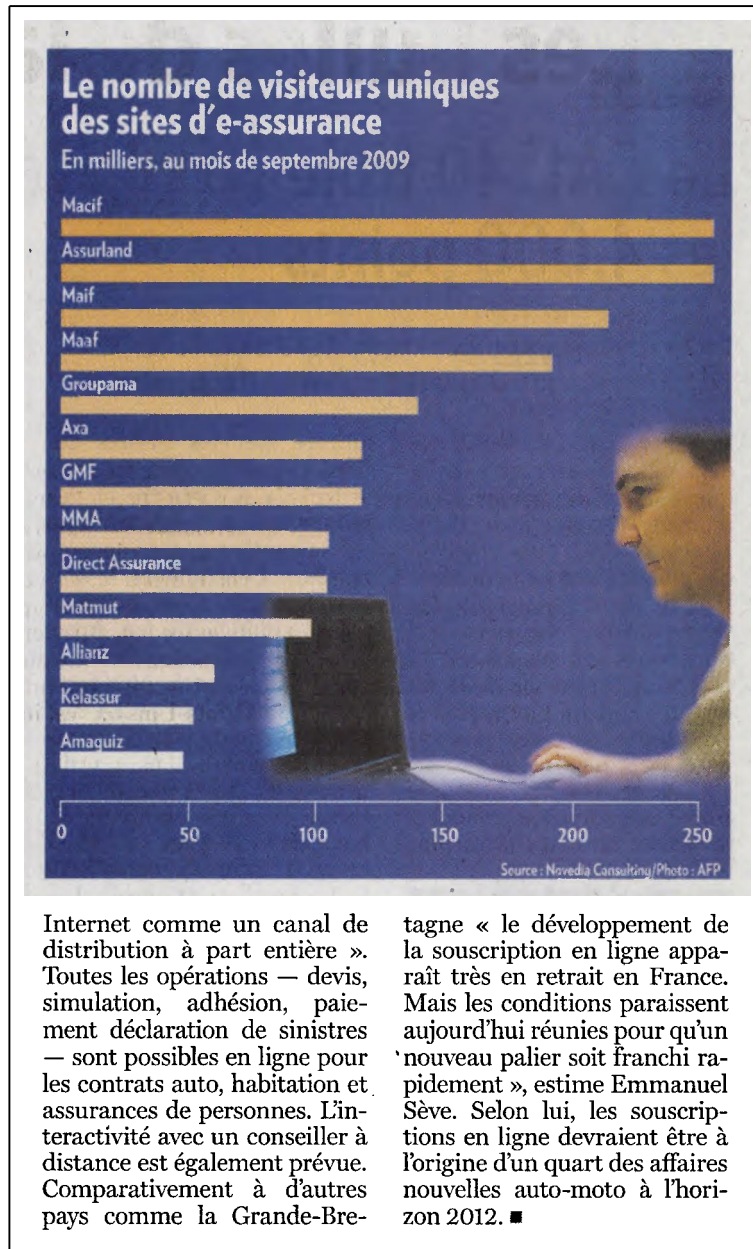 Le nombre de visiteurs uniques
des sites d'e-assurance
En milliers, au mois de septembre 2009
Macif
Assurland
Maif
Maaf
Groupama
Axa
GMF
MMA
Direct Assurance
Matmut
Allianz
Kelassur
Amaguiz
0 50 100 150 200 250
Source : Novedia Consulting/Photo : AFP
Internet comme un canal de
distribution à part entière ».
Toutes les opérations — devis,
simulation, adhésion, paie-
ment déclaration de sinistres
— sont possibles en ligne pour
les contrats auto, habitation et
assurances de personnes. L'in-
teractivité avec un conseiller à
distance est également prévue.
Comparativement à d'autres
pays comme la Grande-Bre-
tagne « le développement de
la souscription en ligne appa-
raît très en retrait en France.
Mais les conditions paraissent
aujourd'hui réunies pour qu'un
nouveau palier soit franchi ra-
pidement », estime Emmanuel
Sève. Selon lui, les souscrip-
tions en ligne devraient être à
l'origine d'un quart des affaires
nouvelles auto-moto à l'hori-
zon 2012. ■